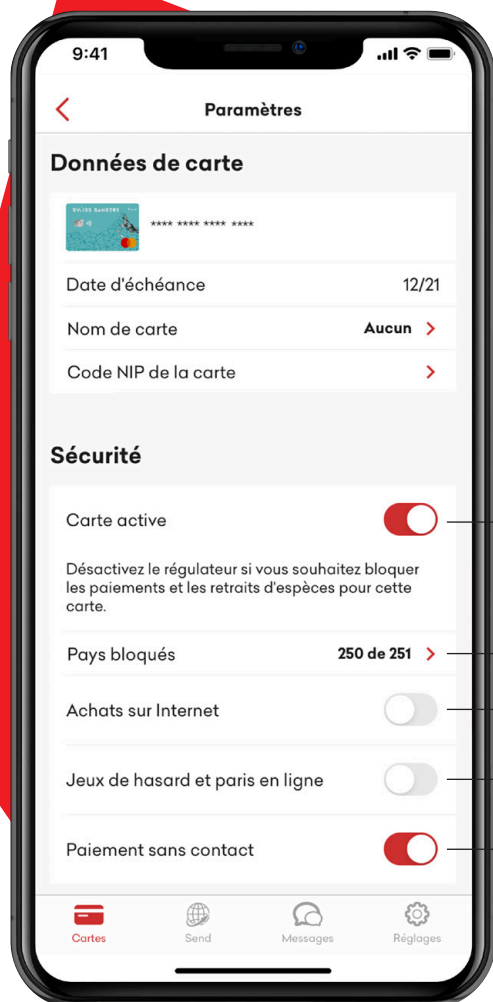 9:41
Paramètres
Données de carte
SWISS BANKERS
**** **** **** ****
Date d'échéance 12/21
Nom de carte Aucun
Code NIP de la carte
Sécurité
Carte active
Désactivez le régulateur si vous souhaitez bloquer
les paiements et les retraits d'espèces pour cette
carte.
Pays bloqués 250 de 251
Achats sur Internet
Jeux de hasard et paris en ligne
Paiement sans contact
Cartes Send Messages Réglages